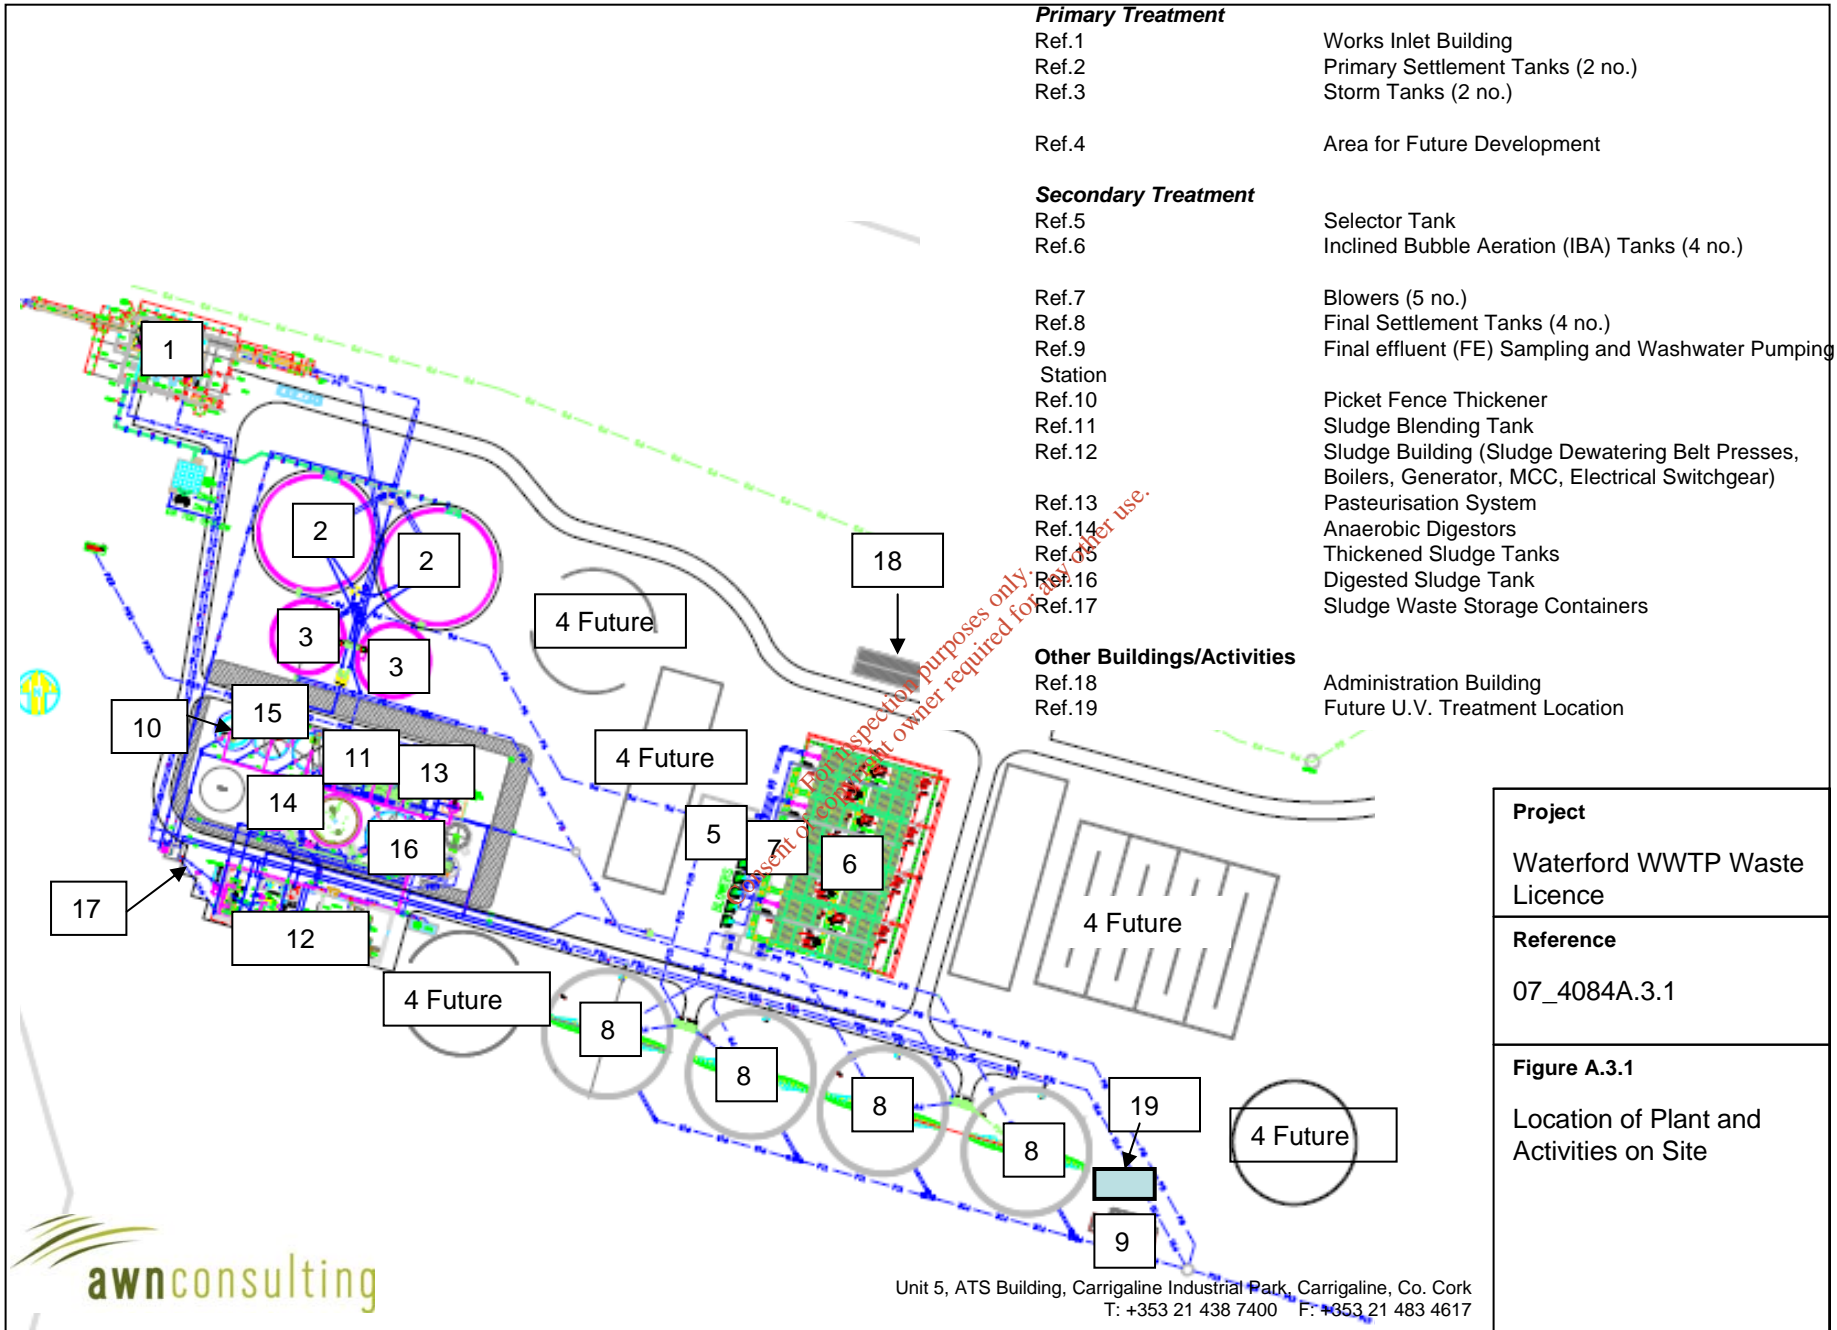 Primary Treatment
Ref.1 Works Inlet Building
Ref.2 Primary Settlement Tanks (2 no.)
Ref.3 Storm Tanks (2 no.)
Ref.4 Area for Future Development
Secondary Treatment
Ref.5 Selector Tank
Ref.6 Inclined Bubble Aeration (IBA) Tanks (4 no.)
Ref.7 Blowers (5 no.)
Ref.8 Final Settlement Tanks (4 no.)
Ref.9 Final effluent (FE) Sampling and Washwater Pumping
Station
Ref.10 Picket Fence Thickener
Ref.11 Sludge Blending Tank
Ref.12 Sludge Building (Sludge Dewatering Belt Presses,
Boilers, Generator, MCC, Electrical Switchgear)
Ref.13 Pasteurisation System
Ref.14 Anaerobic Digestors
Ref.15 Thickened Sludge Tanks
Ref.16 Digested Sludge Tank
Ref.17 Sludge Waste Storage Containers
Other Buildings/Activities
Ref.18 Administration Building
Ref.19 Future U.V. Treatment Location
For inspection purposes only.
Consent of copyright owner required for any other use.
1
2
2
18
4 Future
3
3
15
10
11
13
4 Future
14
16
5
7
6
17
12
4 Future
4 Future
8
8
8
8
19
4 Future
9
Project
Waterford WWTP Waste
Licence
Reference
07_4084A.3.1
Figure A.3.1
Location of Plant and
Activities on Site
awnconsulting
Unit 5, ATS Building, Carrigaline Industrial Park, Carrigaline, Co. Cork
T: +353 21 438 7400 F: +353 21 483 4617